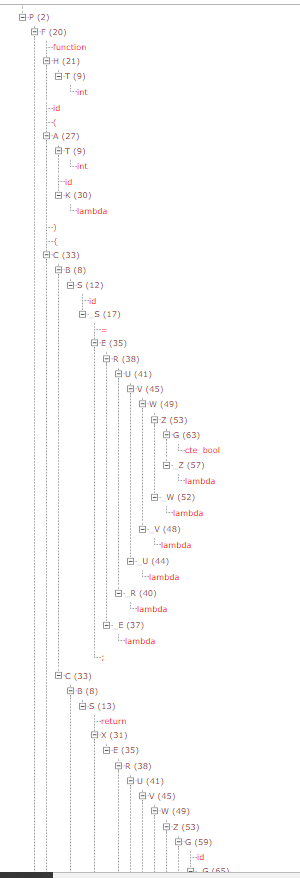 P (2)
F (20)
function
H (21)
T (9)
int
id
(
A (27)
T (9)
int
id
K (30)
lambda
)
{
C (33)
B (8)
S (12)
id
_S (17)
=
E (35)
R (38)
U (41)
V (45)
W (49)
Z (53)
G (63)
cte_bool
_Z (57)
lambda
_W (52)
lambda
_V (48)
lambda
_U (44)
lambda
_R (40)
lambda
_E (37)
lambda
;
C (33)
B (8)
S (13)
return
X (31)
E (35)
R (38)
U (41)
V (45)
W (49)
Z (53)
G (59)
id
_G (65)